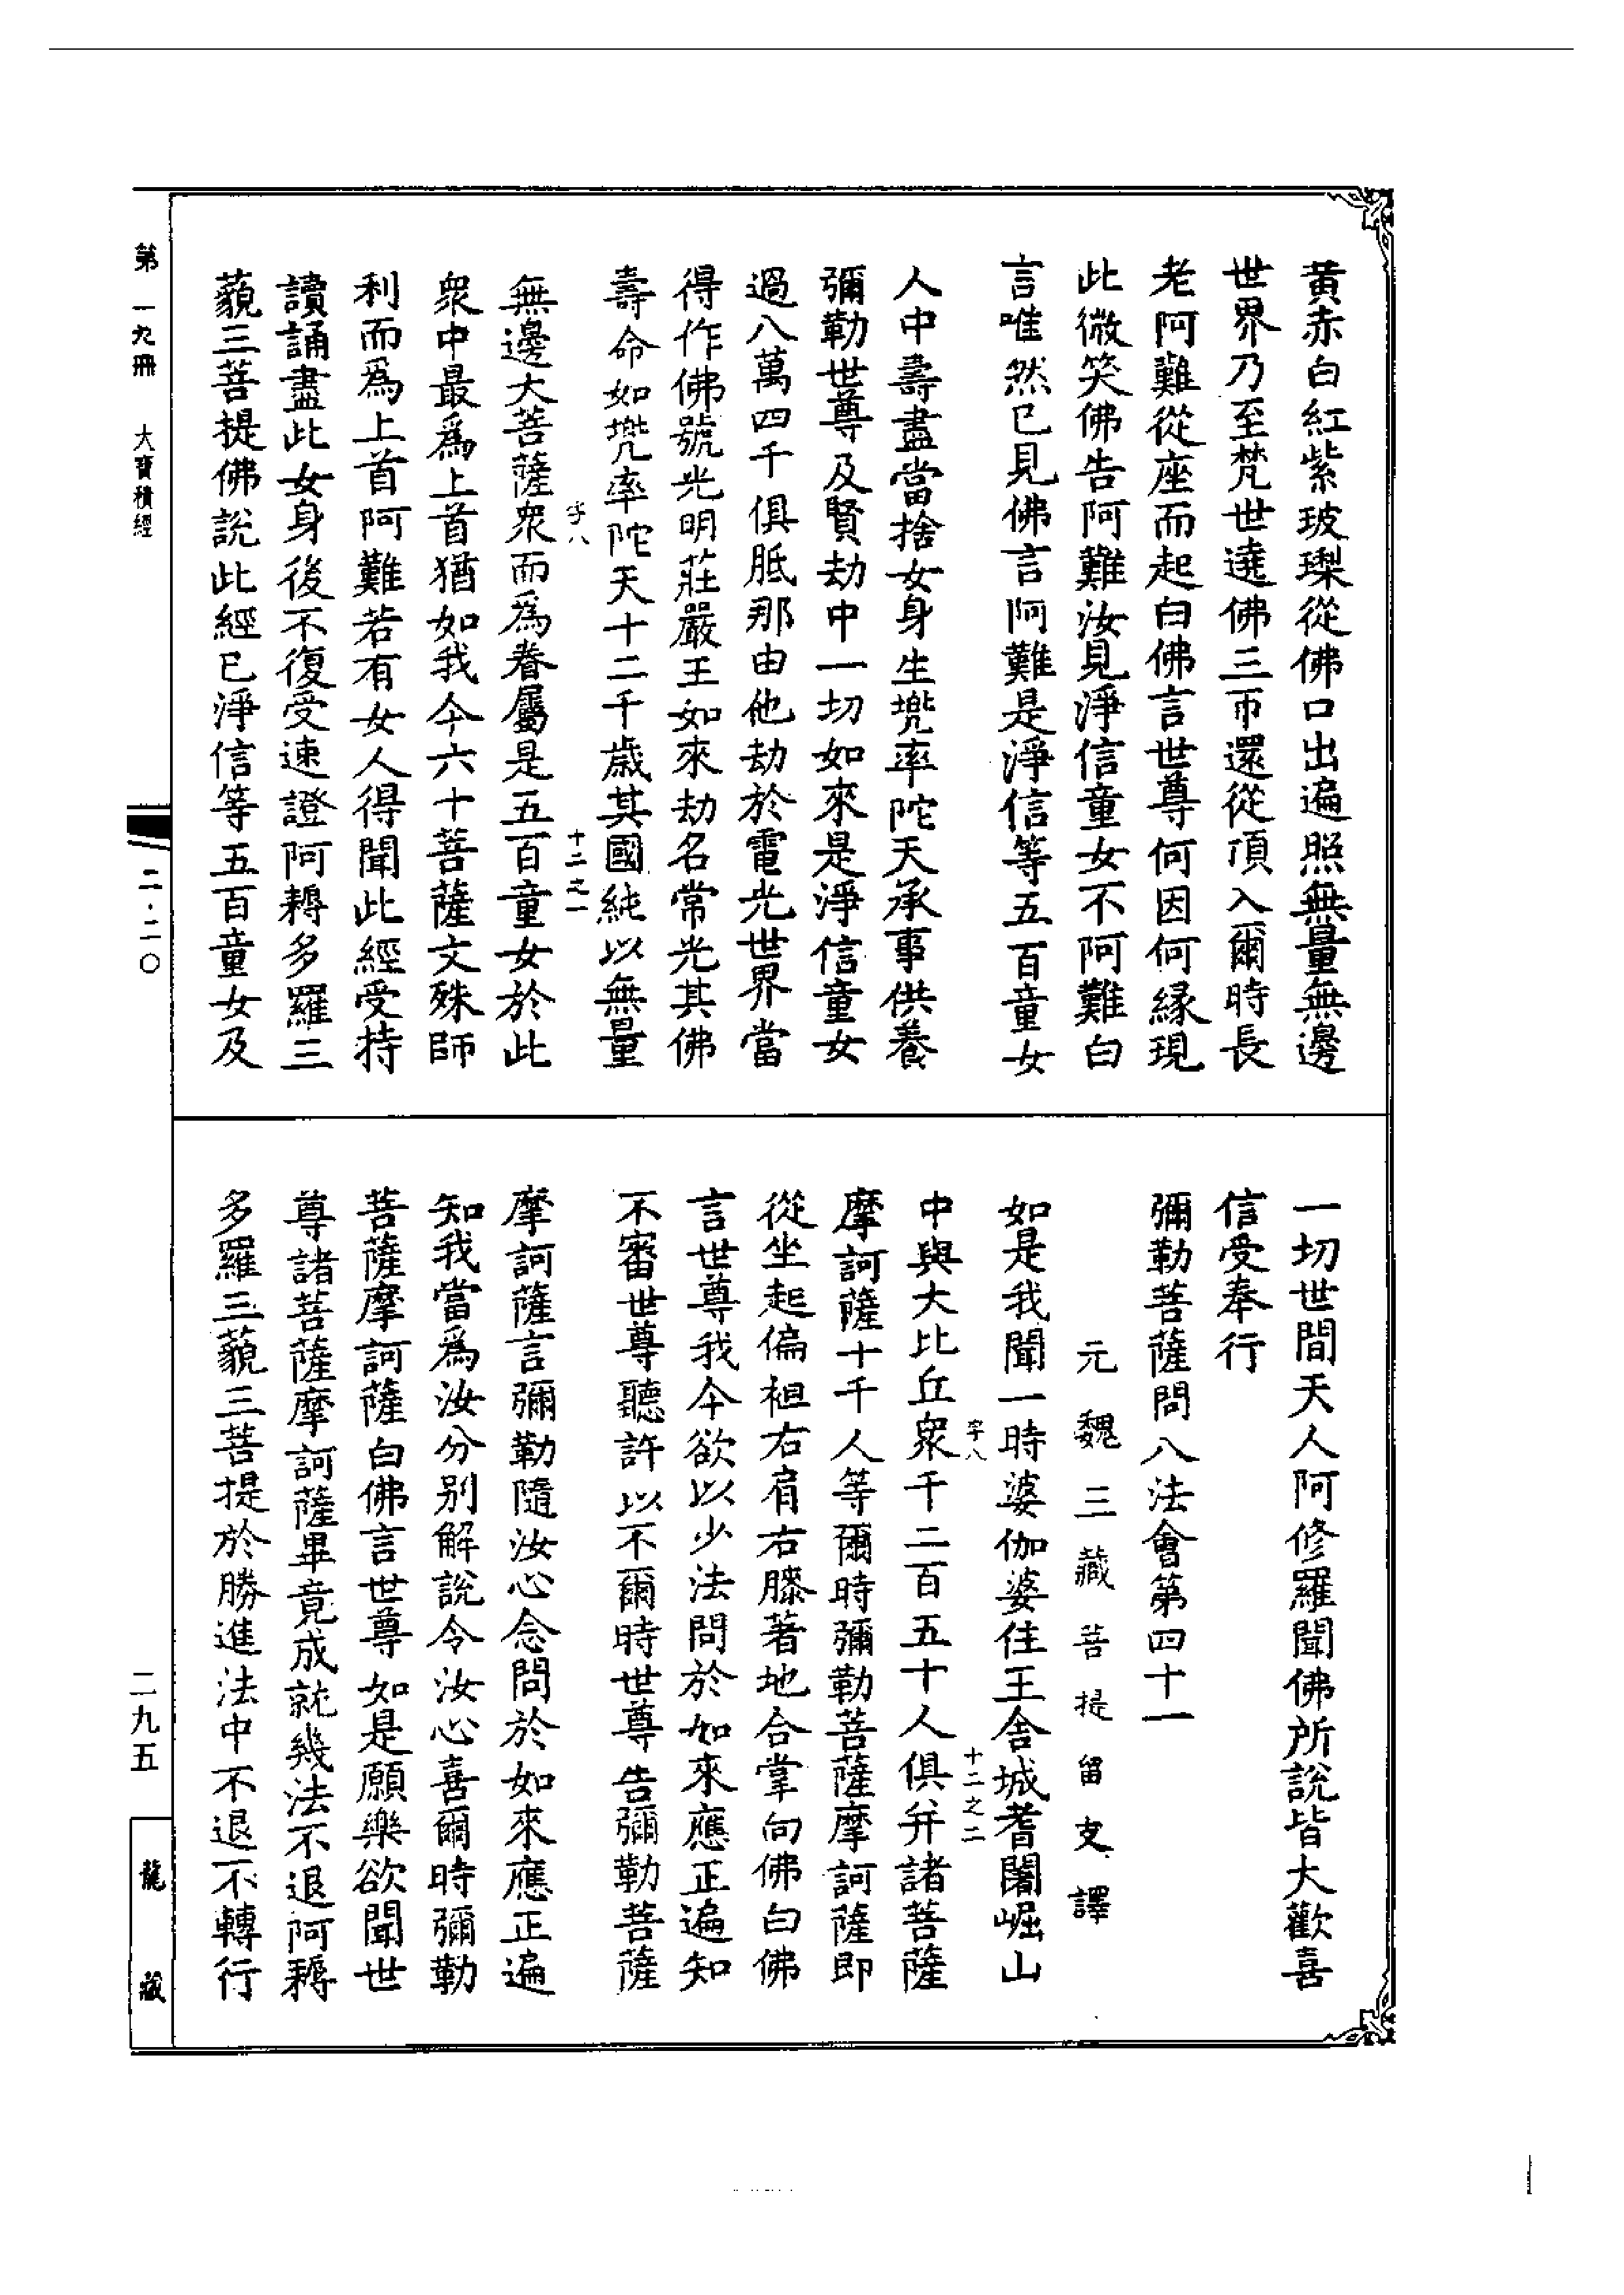 黄赤白紅紫玻瓈從佛口出遍照無量無邊
世界乃至梵世遶佛三帀還從頂入爾時長
老阿難從座而起白佛言世尊何因何緣現
此微笑佛告阿難汝見淨信童女不阿難白
言唯然已見佛言阿難是淨信等五百童女
人中壽盡當捨女身生兠率陀天承事供養
彌勒世尊及賢劫中一切如來是淨信童女
過八萬四千俱胝那由他劫於電光世界當
得作佛號光明莊嚴王如來劫名常光其佛
壽命如兠率陀天十二千歲其國純以無量
字八
十二之一
無邊大菩薩衆而爲眷屬是五百童女於此
衆中最爲上首猶如我今六十菩薩文殊師
利而爲上首阿難若有女人得聞此經受持
讀誦盡此女身後不復受速證阿耨多羅三
藐三菩提佛說此經已淨信等五百童女及
一切世間天人阿修羅聞佛所說皆大歡喜
信受奉行
彌勒菩薩問八法會第四十一
元魏三藏菩提留支譯
如是我聞一時婆伽婆住王舍城耆闍崛山
字八
十二之二
中與大比丘衆千二百五十人俱并諸菩薩
摩訶薩十千人等爾時彌勒菩薩摩訶薩即
從坐起偏袒右肩右膝著地合掌向佛白佛
言世尊我今欲以少法問於如來應正遍知
不審世尊聽許以不爾時世尊告彌勒菩薩
摩訶薩言彌勒隨汝心念問於如來應正遍
知我當爲汝分别解說令汝心喜爾時彌勒
菩薩摩訶薩白佛言世尊如是願樂欲聞世
尊諸菩薩摩訶薩畢竟成就幾法不退阿耨
多羅三藐三菩提於勝進法中不退不轉行
第一九冊 大寶積經
二·二〇
二九五
龍藏